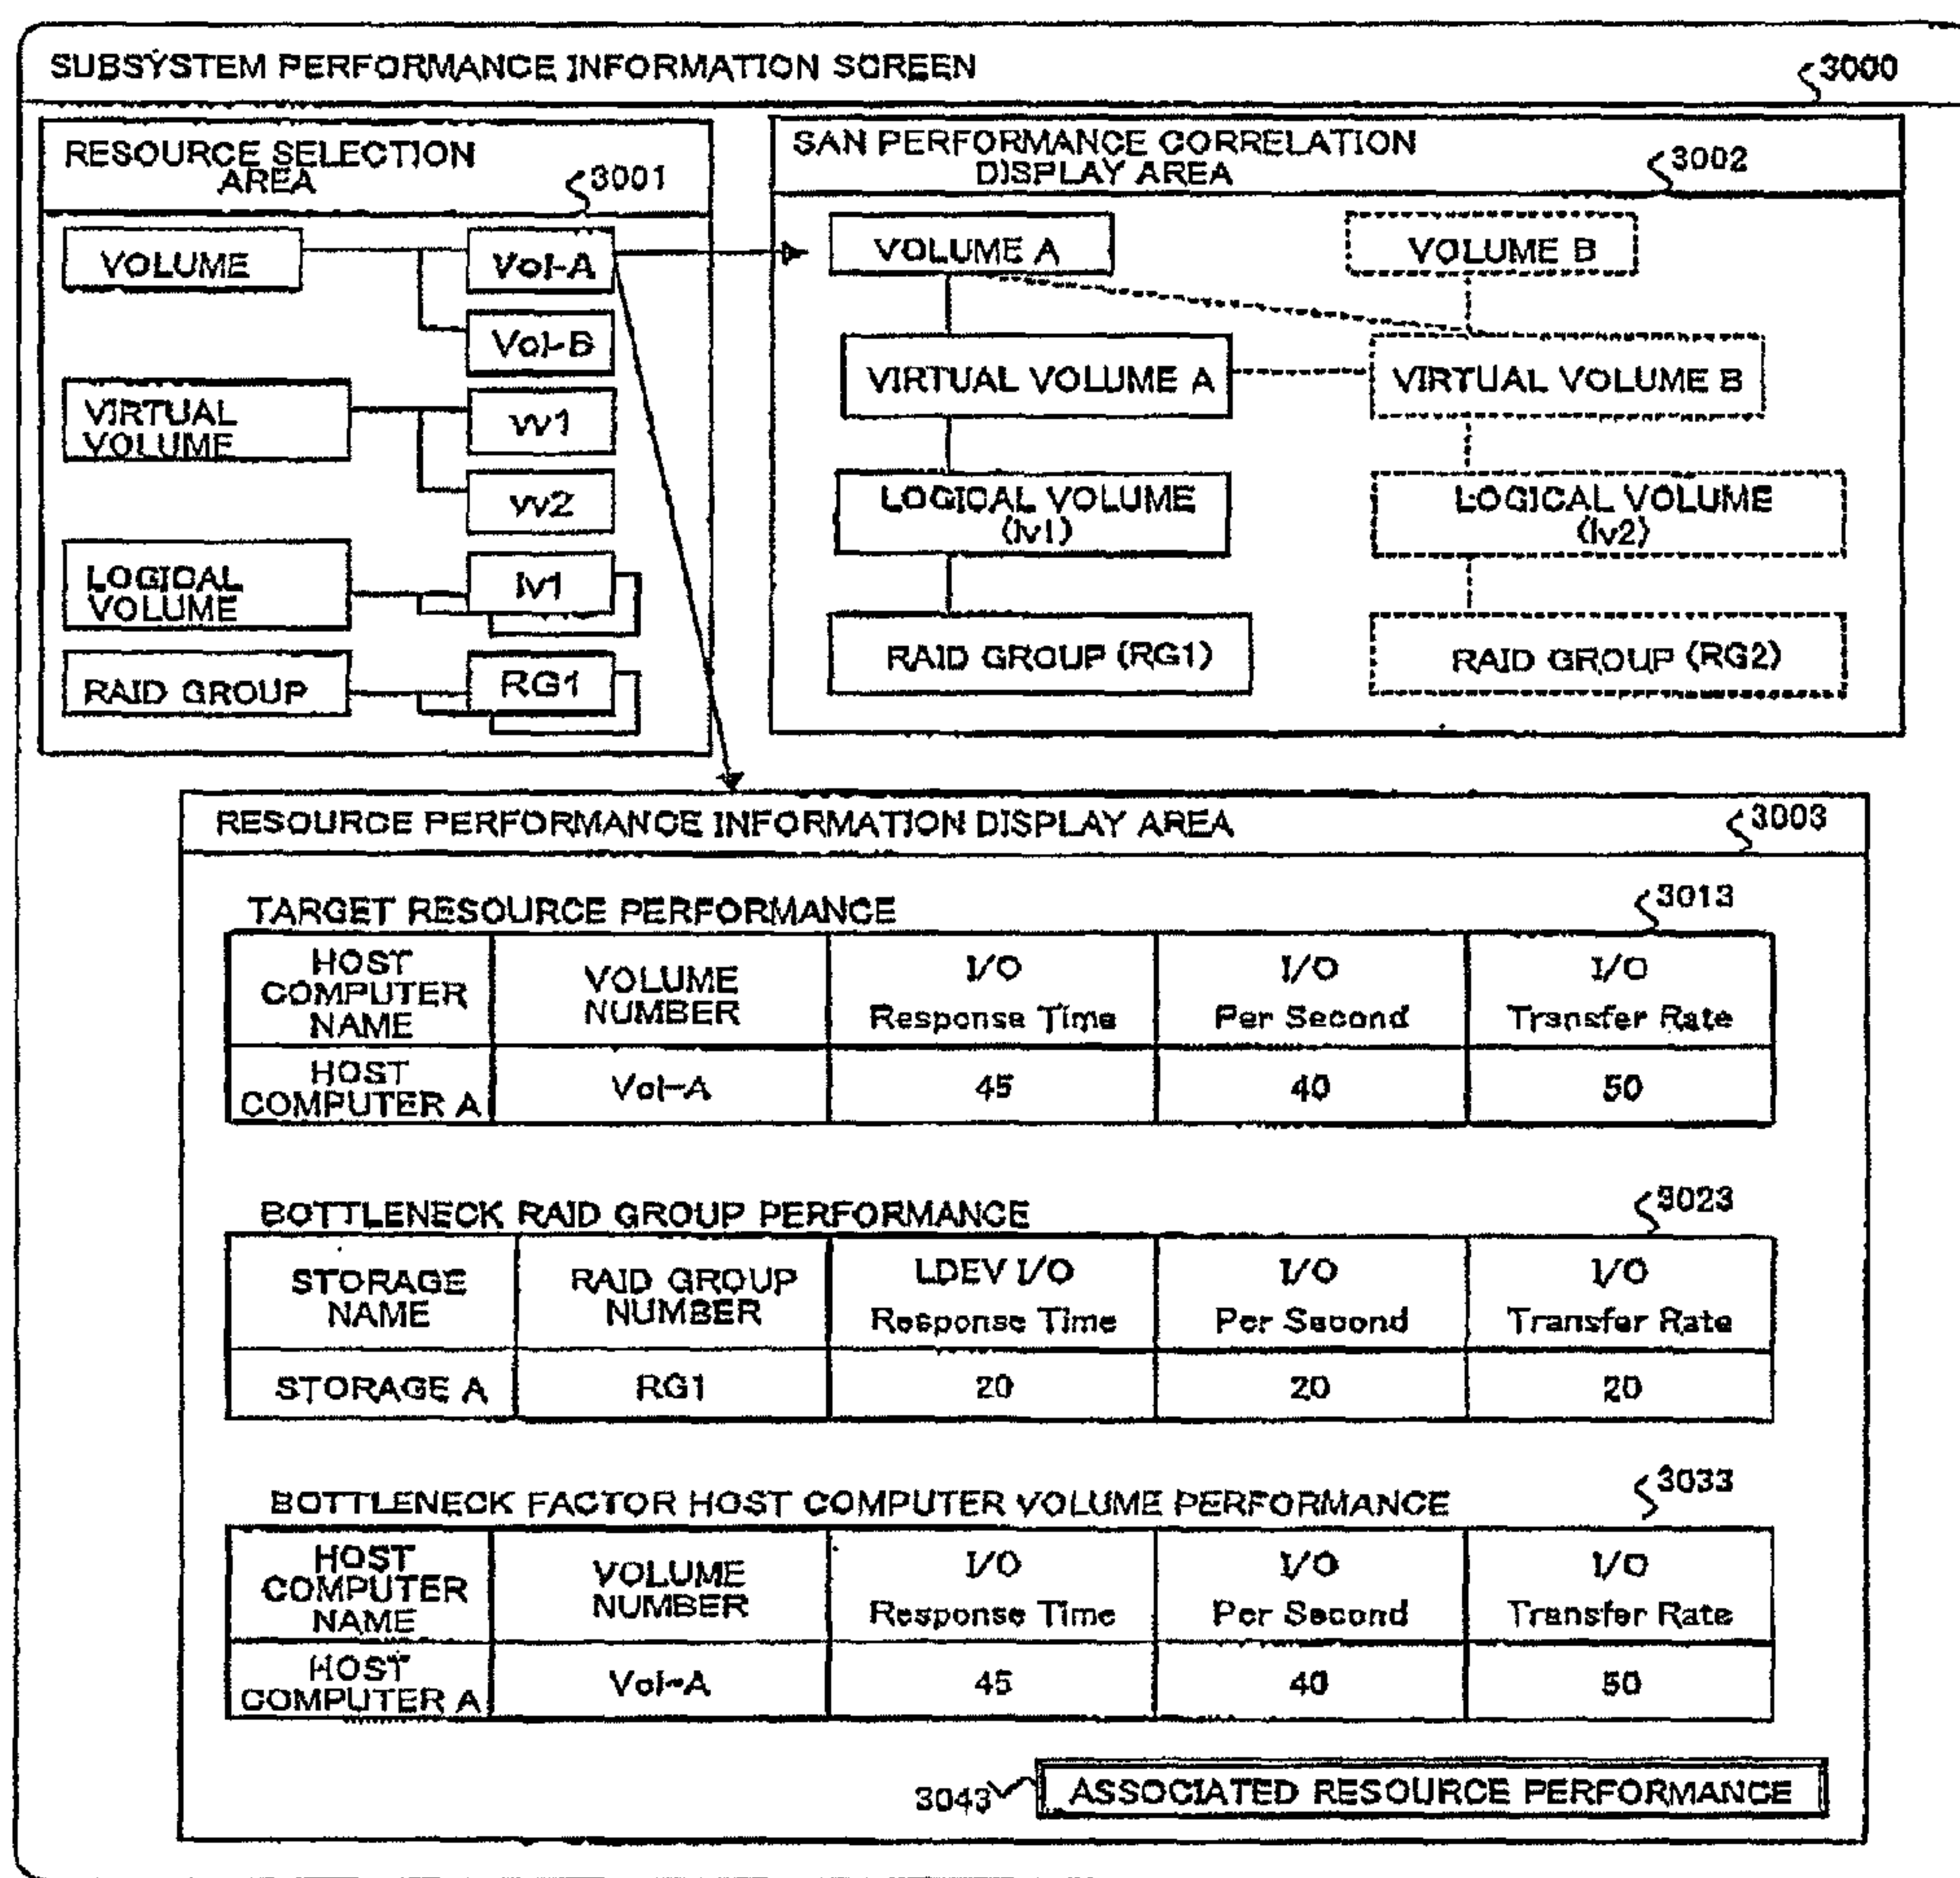 SUBSYSTEM PERFORMANCE INFORMATION SCREEN
3000
RESOURCE SELECTION
AREA
3001
VOLUME
Vol-A
Vol-B
VIRTUAL
VOLUME
vv1
vv2
LOGICAL
VOLUME
lv1
RAID GROUP
RG1
SAN PERFORMANCE CORRELATION
DISPLAY AREA
3002
VOLUME A
VOLUME B
VIRTUAL VOLUME A
VIRTUAL VOLUME B
LOGICAL VOLUME
(lv1)
LOGICAL VOLUME
(lv2)
RAID GROUP (RG1)
RAID GROUP (RG2)
RESOURCE PERFORMANCE INFORMATION DISPLAY AREA
3003
TARGET RESOURCE PERFORMANCE
3013
HOST
COMPUTER
NAME
VOLUME
NUMBER
I/O
Response Time
I/O
Per Second
I/O
Transfer Rate
HOST
COMPUTER A
Vol-A
45
40
50
BOTTLENECK RAID GROUP PERFORMANCE
3023
STORAGE
NAME
RAID GROUP
NUMBER
LDEV I/O
Response Time
I/O
Per Second
I/O
Transfer Rate
STORAGE A
RG1
20
20
20
BOTTLENECK FACTOR HOST COMPUTER VOLUME PERFORMANCE
3033
HOST
COMPUTER
NAME
VOLUME
NUMBER
I/O
Response Time
I/O
Per Second
I/O
Transfer Rate
HOST
COMPUTER A
Vol-A
45
40
50
3043
ASSOCIATED RESOURCE PERFORMANCE